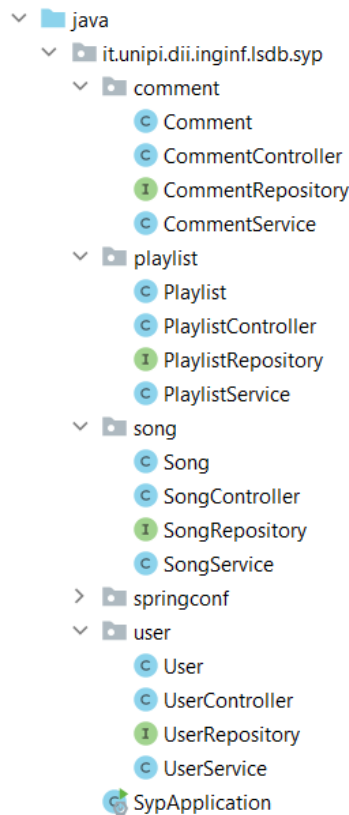 java
it.unipi.dii.inginf.lsdb.syp
comment
C Comment
C CommentController
I CommentRepository
C CommentService
playlist
C Playlist
C PlaylistController
I PlaylistRepository
C PlaylistService
song
C Song
C SongController
I SongRepository
C SongService
springconf
user
C User
C UserController
I UserRepository
C UserService
C SypApplication